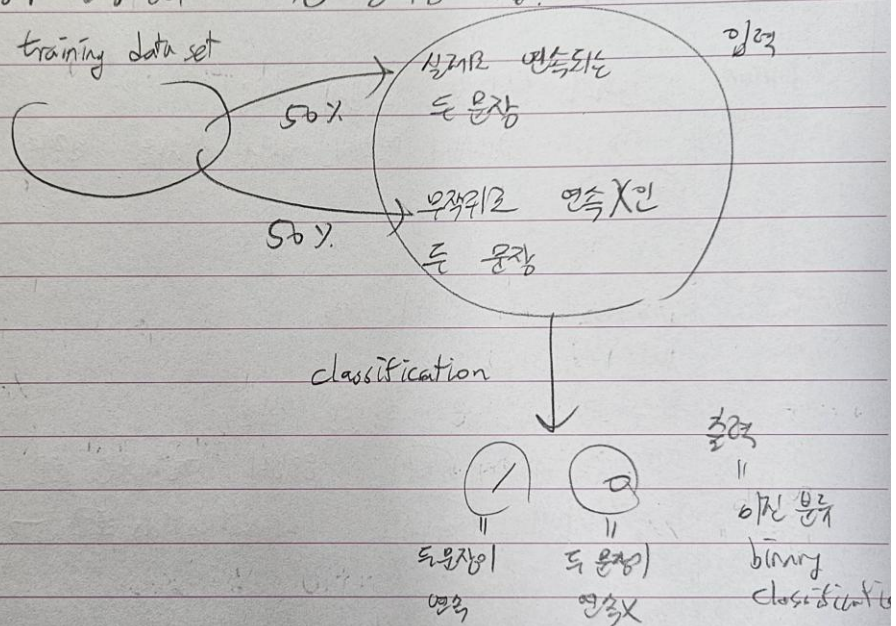 training data set
입력
실제로 연속되는
두 문장
50%
무작위로 연속X인
두 문장
50%
classification
출력
=
1
0
이진 분류
=
=
두 문장이
두 문장이
binary
연속
연속X
classificatio